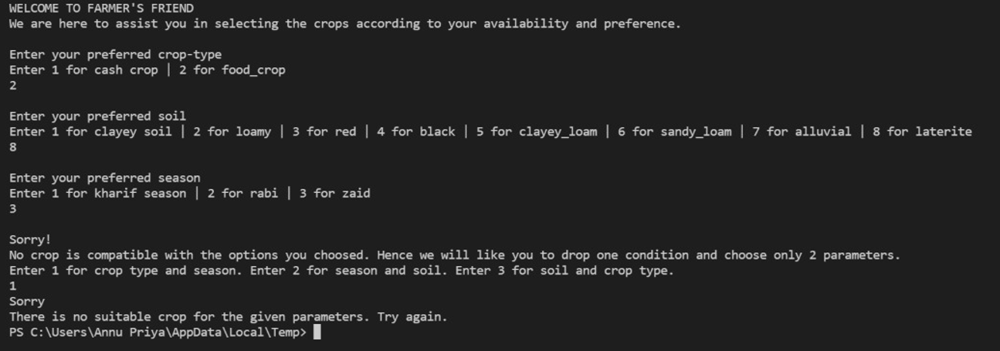 WELCOME TO FARMER'S FRIEND
We are here to assist you in selecting the crops according to your availability and preference.
Enter your preferred crop-type
Enter 1 for cash crop | 2 for food_crop
2
Enter your preferred soil
Enter 1 for clayey soil | 2 for loamy | 3 for red | 4 for black | 5 for clayey_loam | 6 for sandy_loam | 7 for alluvial | 8 for laterite
8
Enter your preferred season
Enter 1 for kharif season | 2 for rabi | 3 for zaid
3
Sorry!
No crop is compatible with the options you choosed. Hence we will like you to drop one condition and choose only 2 parameters.
Enter 1 for crop type and season. Enter 2 for season and soil. Enter 3 for soil and crop type.
1
Sorry
There is no suitable crop for the given parameters. Try again.
PS C:\Users\Annu Priya\AppData\Local\Temp>